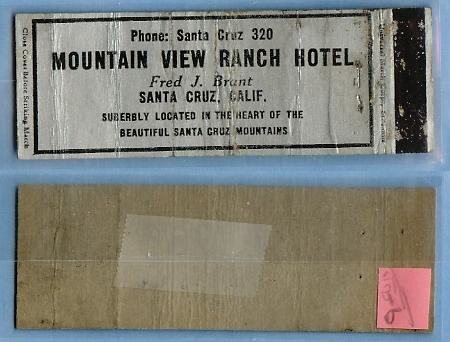 Close Cover Before Striking Match
Phone: Santa Cruz 320
MOUNTAIN VIEW RANCH HOTEL
Fred J. Brant
SANTA CRUZ, CALIF.
SUBERBLY LOCATED IN THE HEART OF THE
BEAUTIFUL SANTA CRUZ MOUNTAINS